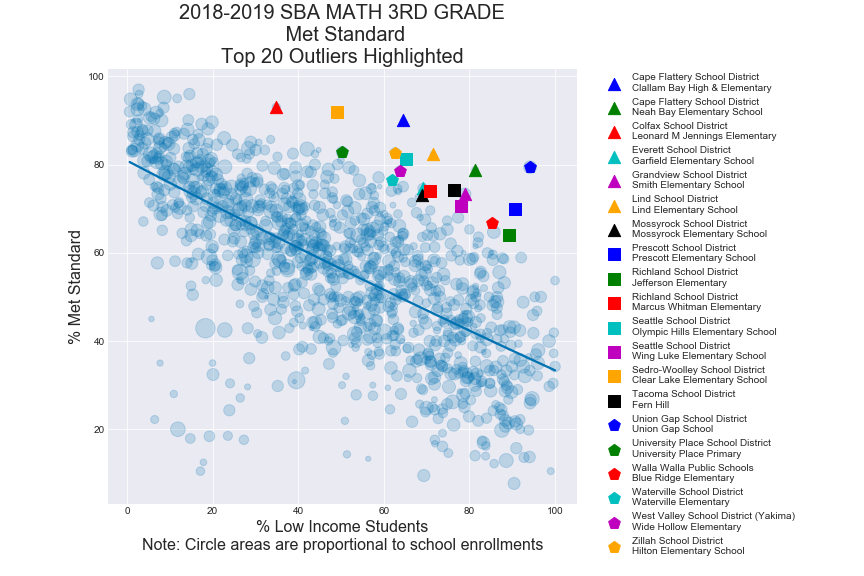 2018-2019 SBA MATH 3RD GRADE
Met Standard
Top 20 Outliers Highlighted
% Met Standard
100
80
60
40
20
0
20
40
60
80
100
% Low Income Students
Note: Circle areas are proportional to school enrollments
Cape Flattery School District
Clallam Bay High & Elementary
Cape Flattery School District
Neah Bay Elementary School
Colfax School District
Leonard M Jennings Elementary
Everett School District
Garfield Elementary School
Grandview School District
Smith Elementary School
Lind School District
Lind Elementary School
Mossyrock School District
Mossyrock Elementary School
Prescott School District
Prescott Elementary School
Richland School District
Jefferson Elementary
Richland School District
Marcus Whitman Elementary
Seattle School District
Olympic Hills Elementary School
Seattle School District
Wing Luke Elementary School
Sedro-Woolley School District
Clear Lake Elementary School
Tacoma School District
Fern Hill
Union Gap School District
Union Gap School
University Place School District
University Place Primary
Walla Walla Public Schools
Blue Ridge Elementary
Waterville School District
Waterville Elementary
West Valley School District (Yakima)
Wide Hollow Elementary
Zillah School District
Hilton Elementary School